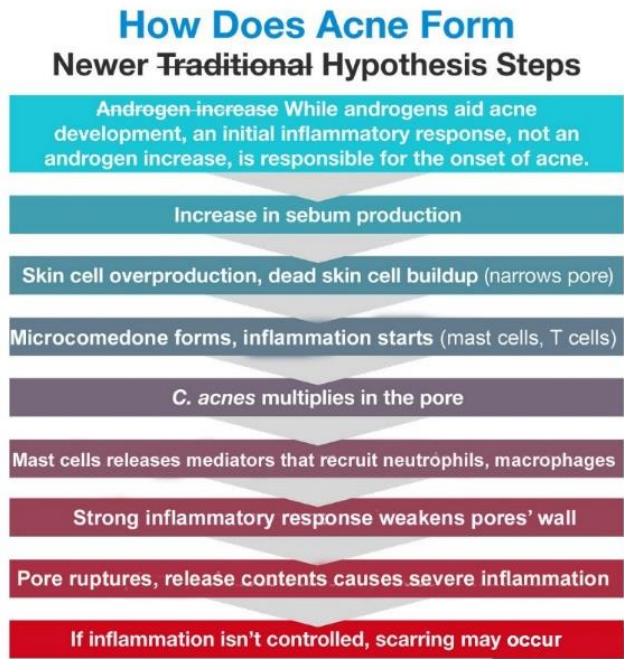 How Does Acne Form
Newer Traditional Hypothesis Steps
Androgen increase While androgens aid acne
development, an initial inflammatory response, not an
androgen increase, is responsible for the onset of acne.
Increase in sebum production
Skin cell overproduction, dead skin cell buildup (narrows pore)
Microcomedone forms, inflammation starts (mast cells, T cells)
C. acnes multiplies in the pore
Mast cells releases mediators that recruit neutrophils, macrophages
Strong inflammatory response weakens pores' wall
Pore ruptures, release contents causes severe inflammation
If inflammation isn't controlled, scarring may occur